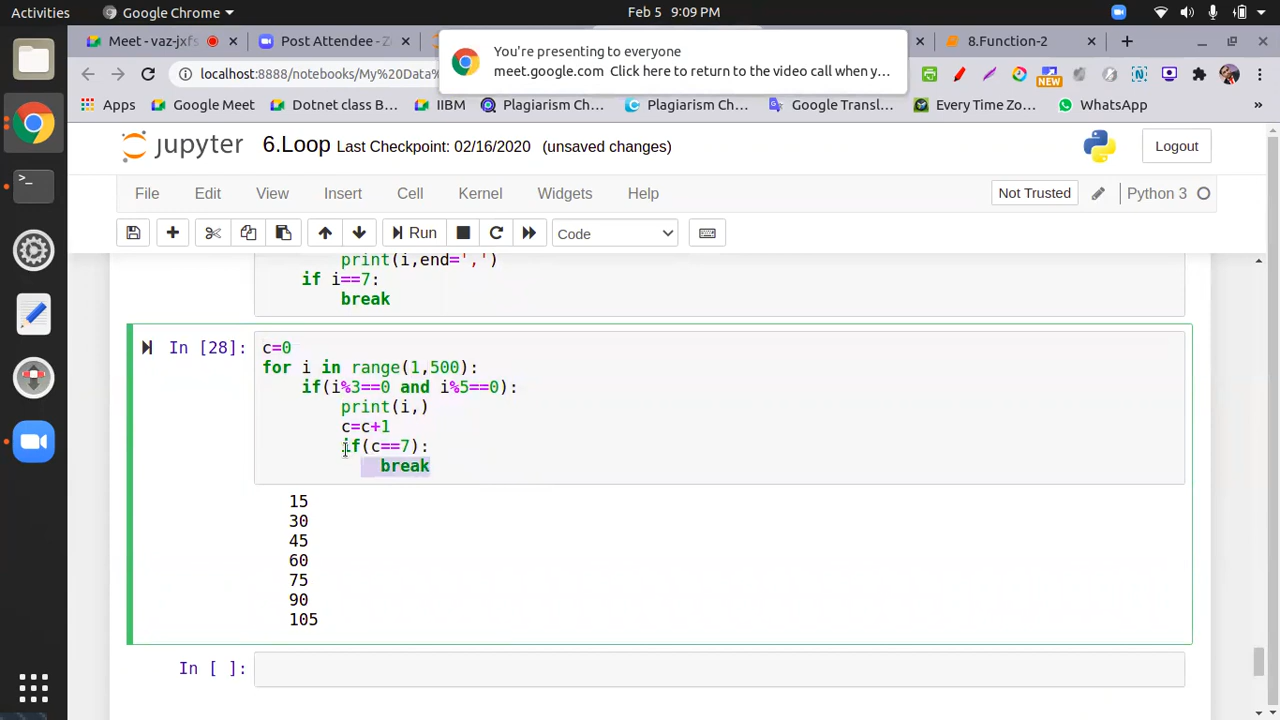 Activities
Google Chrome
Feb 5 9:09 PM
Meet - vaz-jxfs
Post Attendee - Z
8.Function-2
You're presenting to everyone
meet.google.com Click here to return to the video call when y…
localhost:8888/notebooks/My%20Data%
NEW
Apps
Google Meet
Dotnet class B…
IIBM
Plagiarism Ch…
Plagiarism Ch…
Google Transl…
Every Time Zo…
WhatsApp
»
jupyter
6.Loop Last Checkpoint: 02/16/2020 (unsaved changes)
Logout
File
Edit
View
Insert
Cell
Kernel
Widgets
Help
Not Trusted
Python 3
Run
Code
print(i,end=',')
if i==7:
break
In [28]:
c=0
for i in range(1,500):
if(i%3==0 and i%5==0):
print(i,)
c=c+1
if(c==7):
break
15
30
45
60
75
90
105
In [ ]: